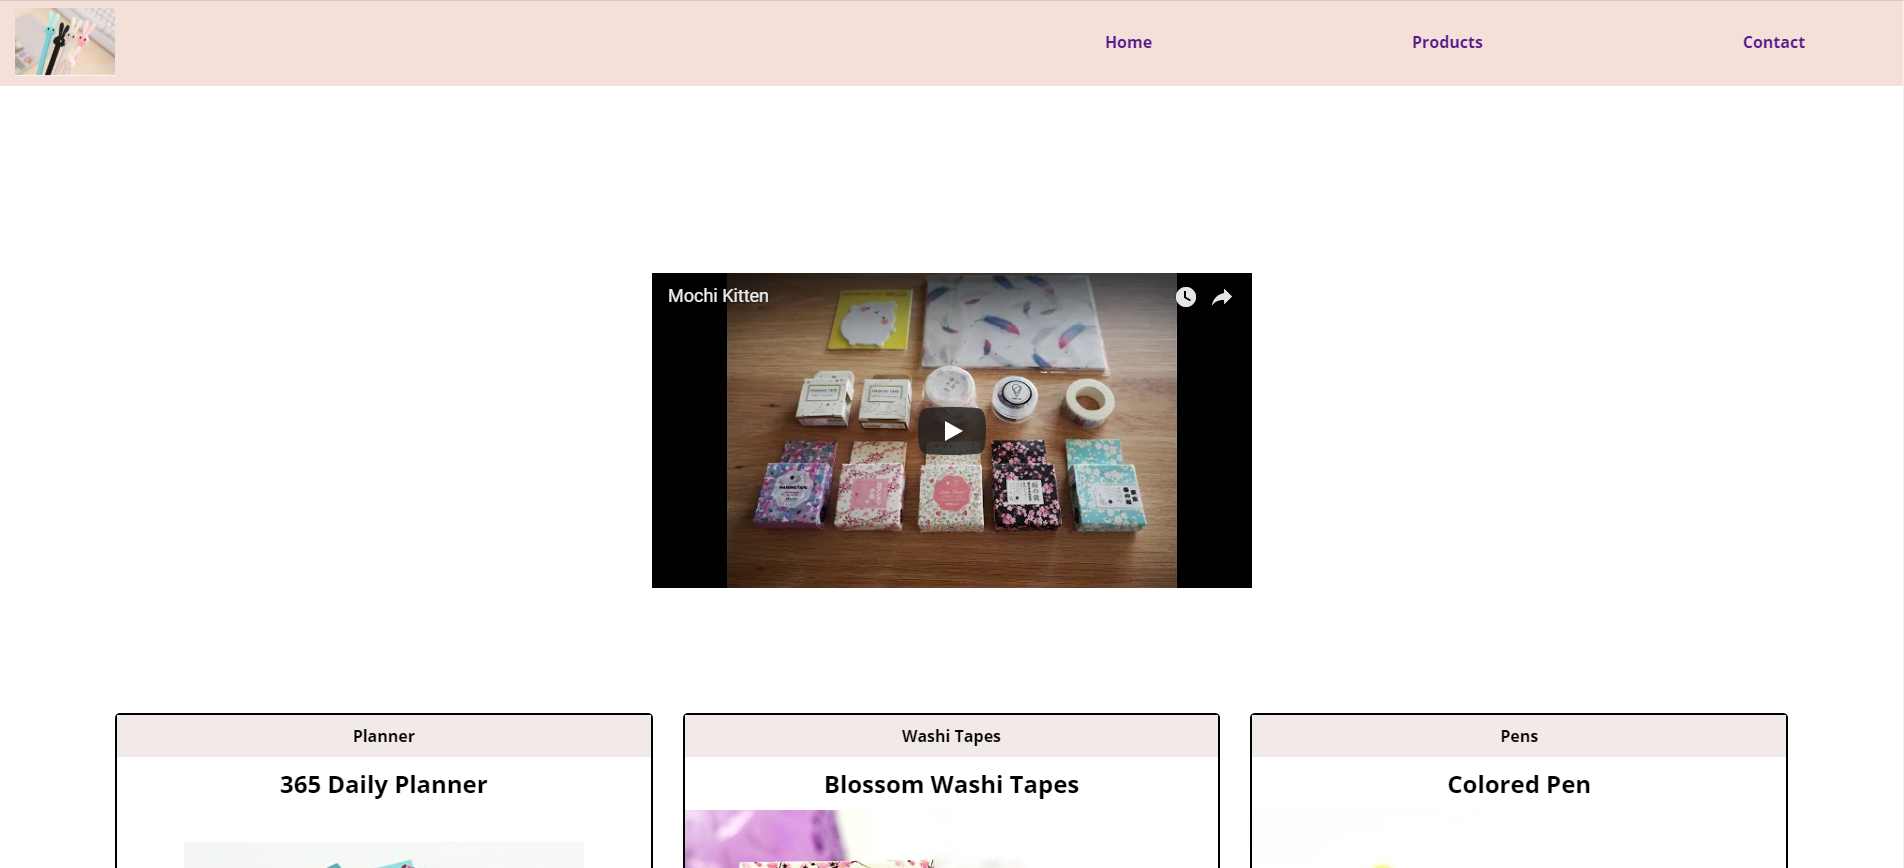 Home
Products
Contact
Mochi Kitten
Planner
Washi Tapes
Pens
365 Daily Planner
Blossom Washi Tapes
Colored Pen